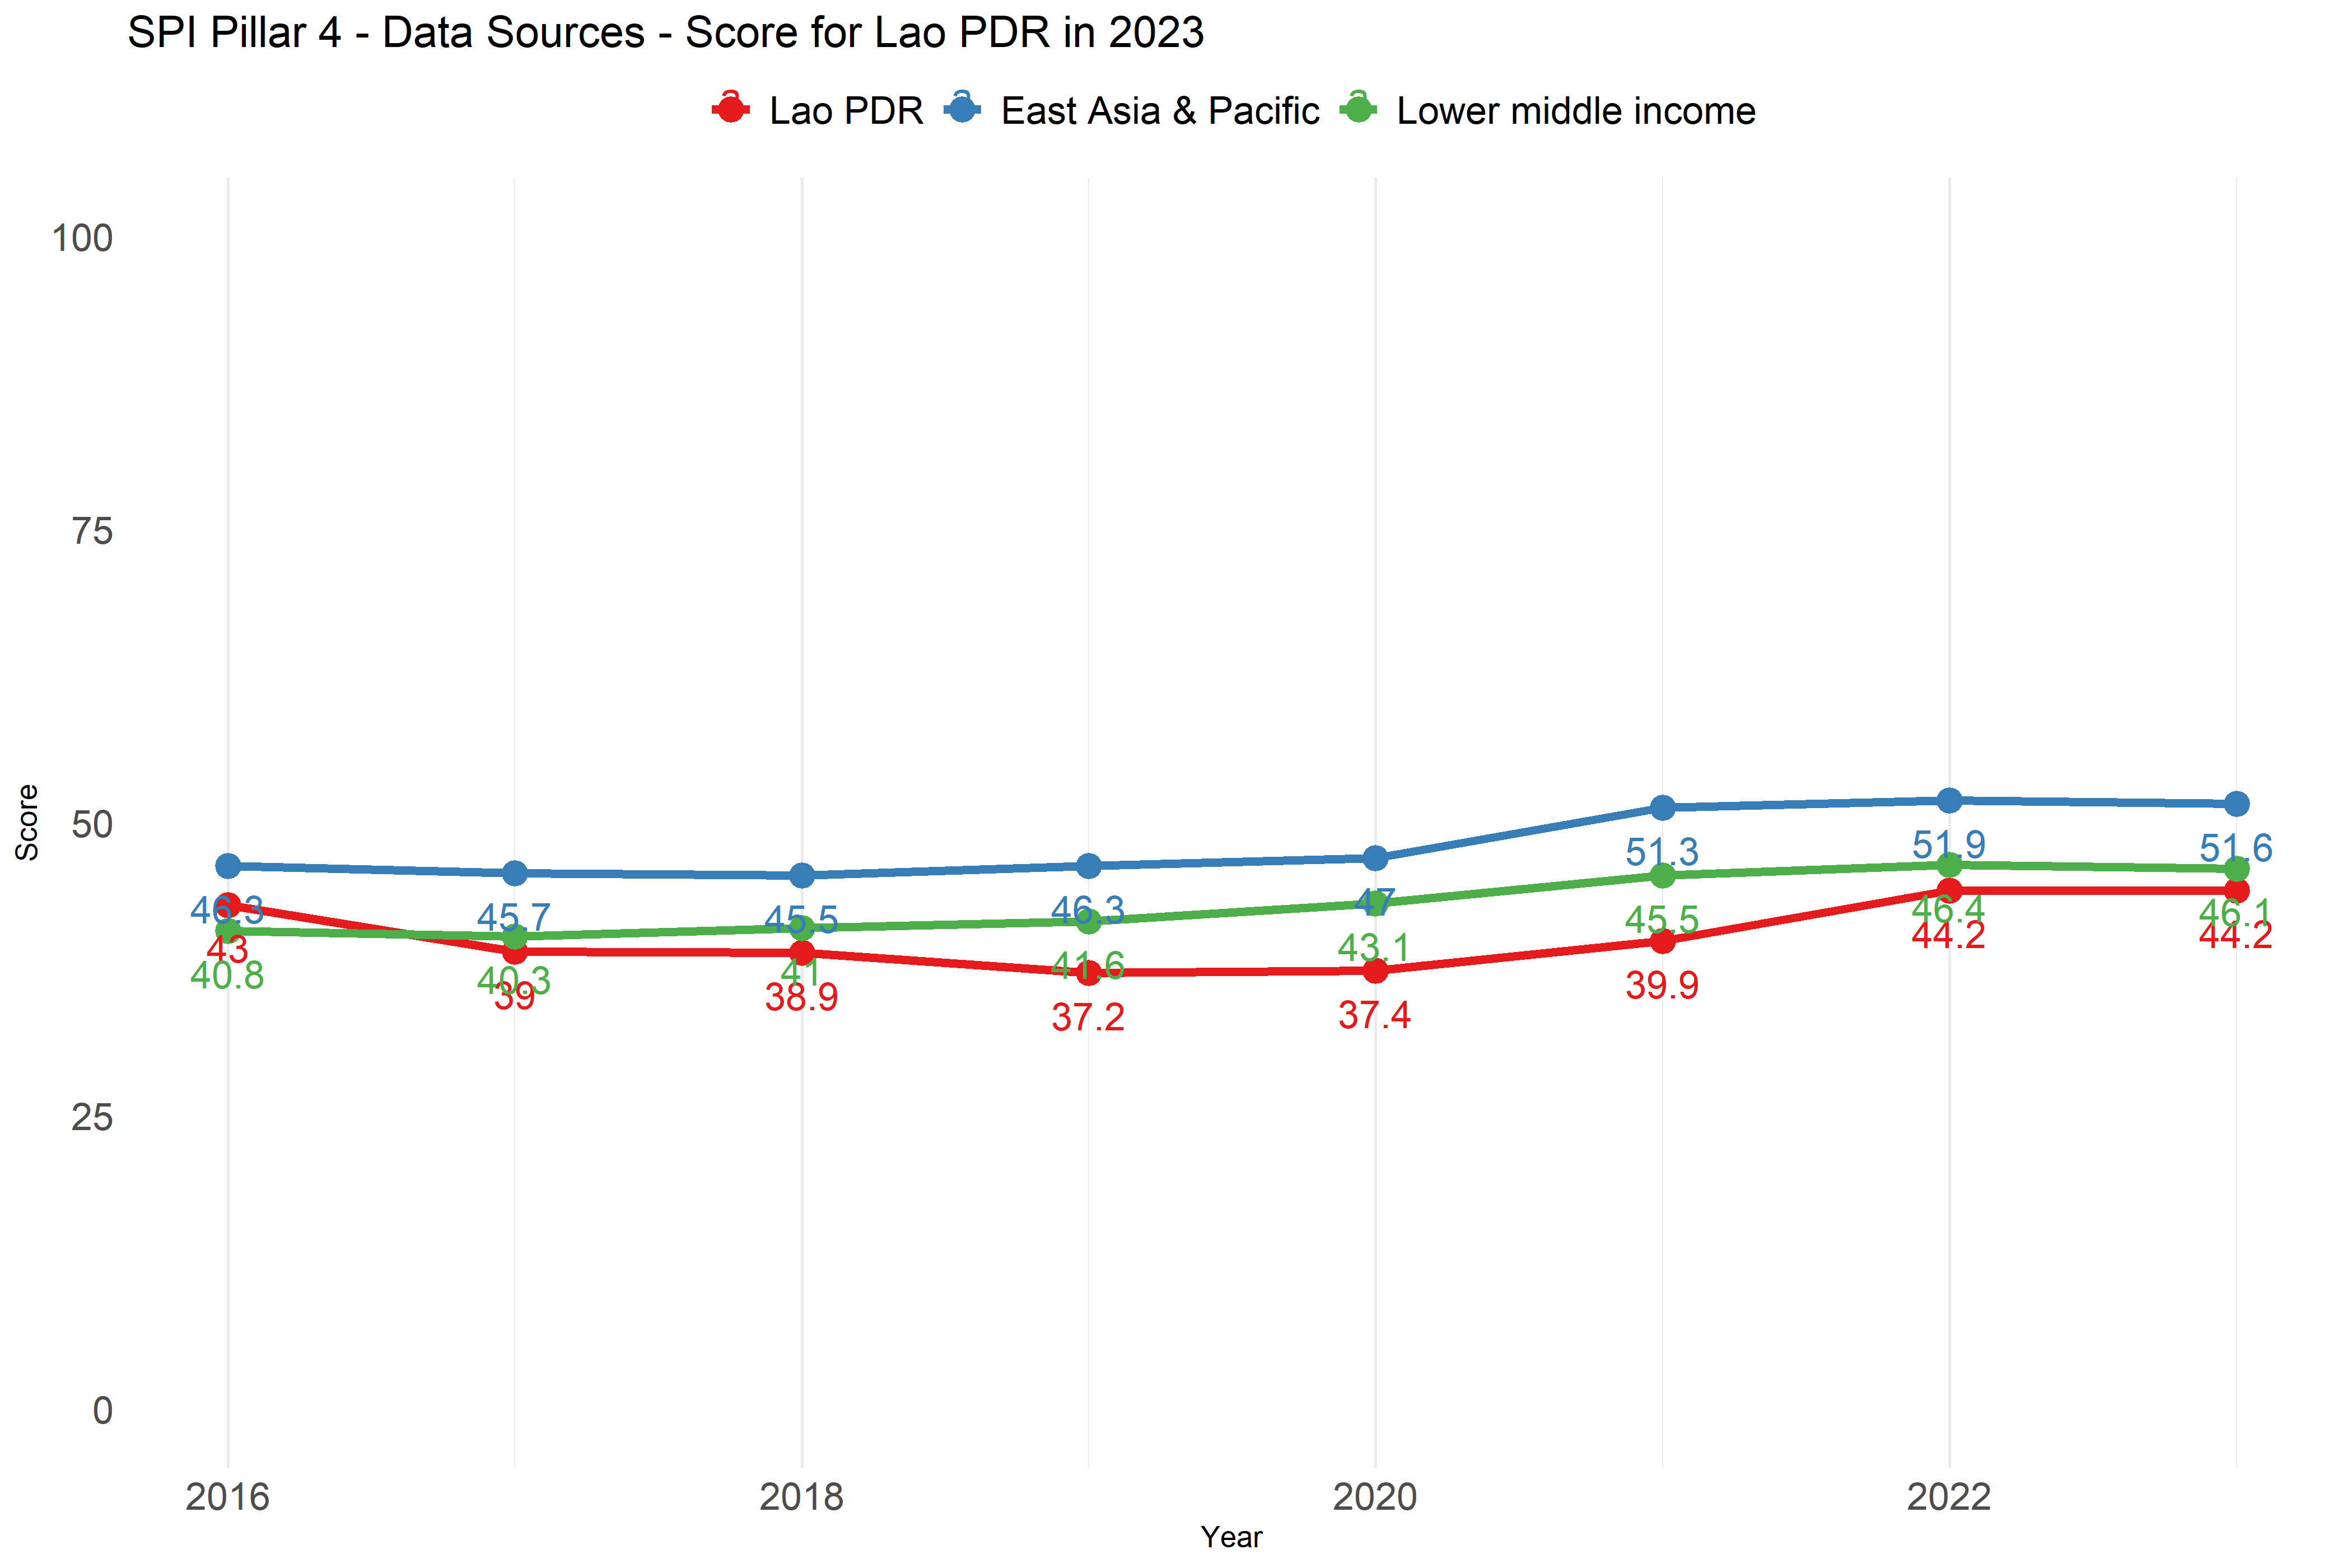 SPI Pillar 4 - Data Sources - Score for Lao PDR in 2023
a Lao PDR a East Asia & Pacific a Lower middle income
100
75
50
25
0
Score
51.3 51.9 51.6
46.3 45.7 45.5 46.3 47 45.5 46.4 46.1
43 41 41.6 43.1 44.2 44.2
40.8 40.3 39 38.9 37.2 37.4 39.9
2016 2018 2020 2022
Year